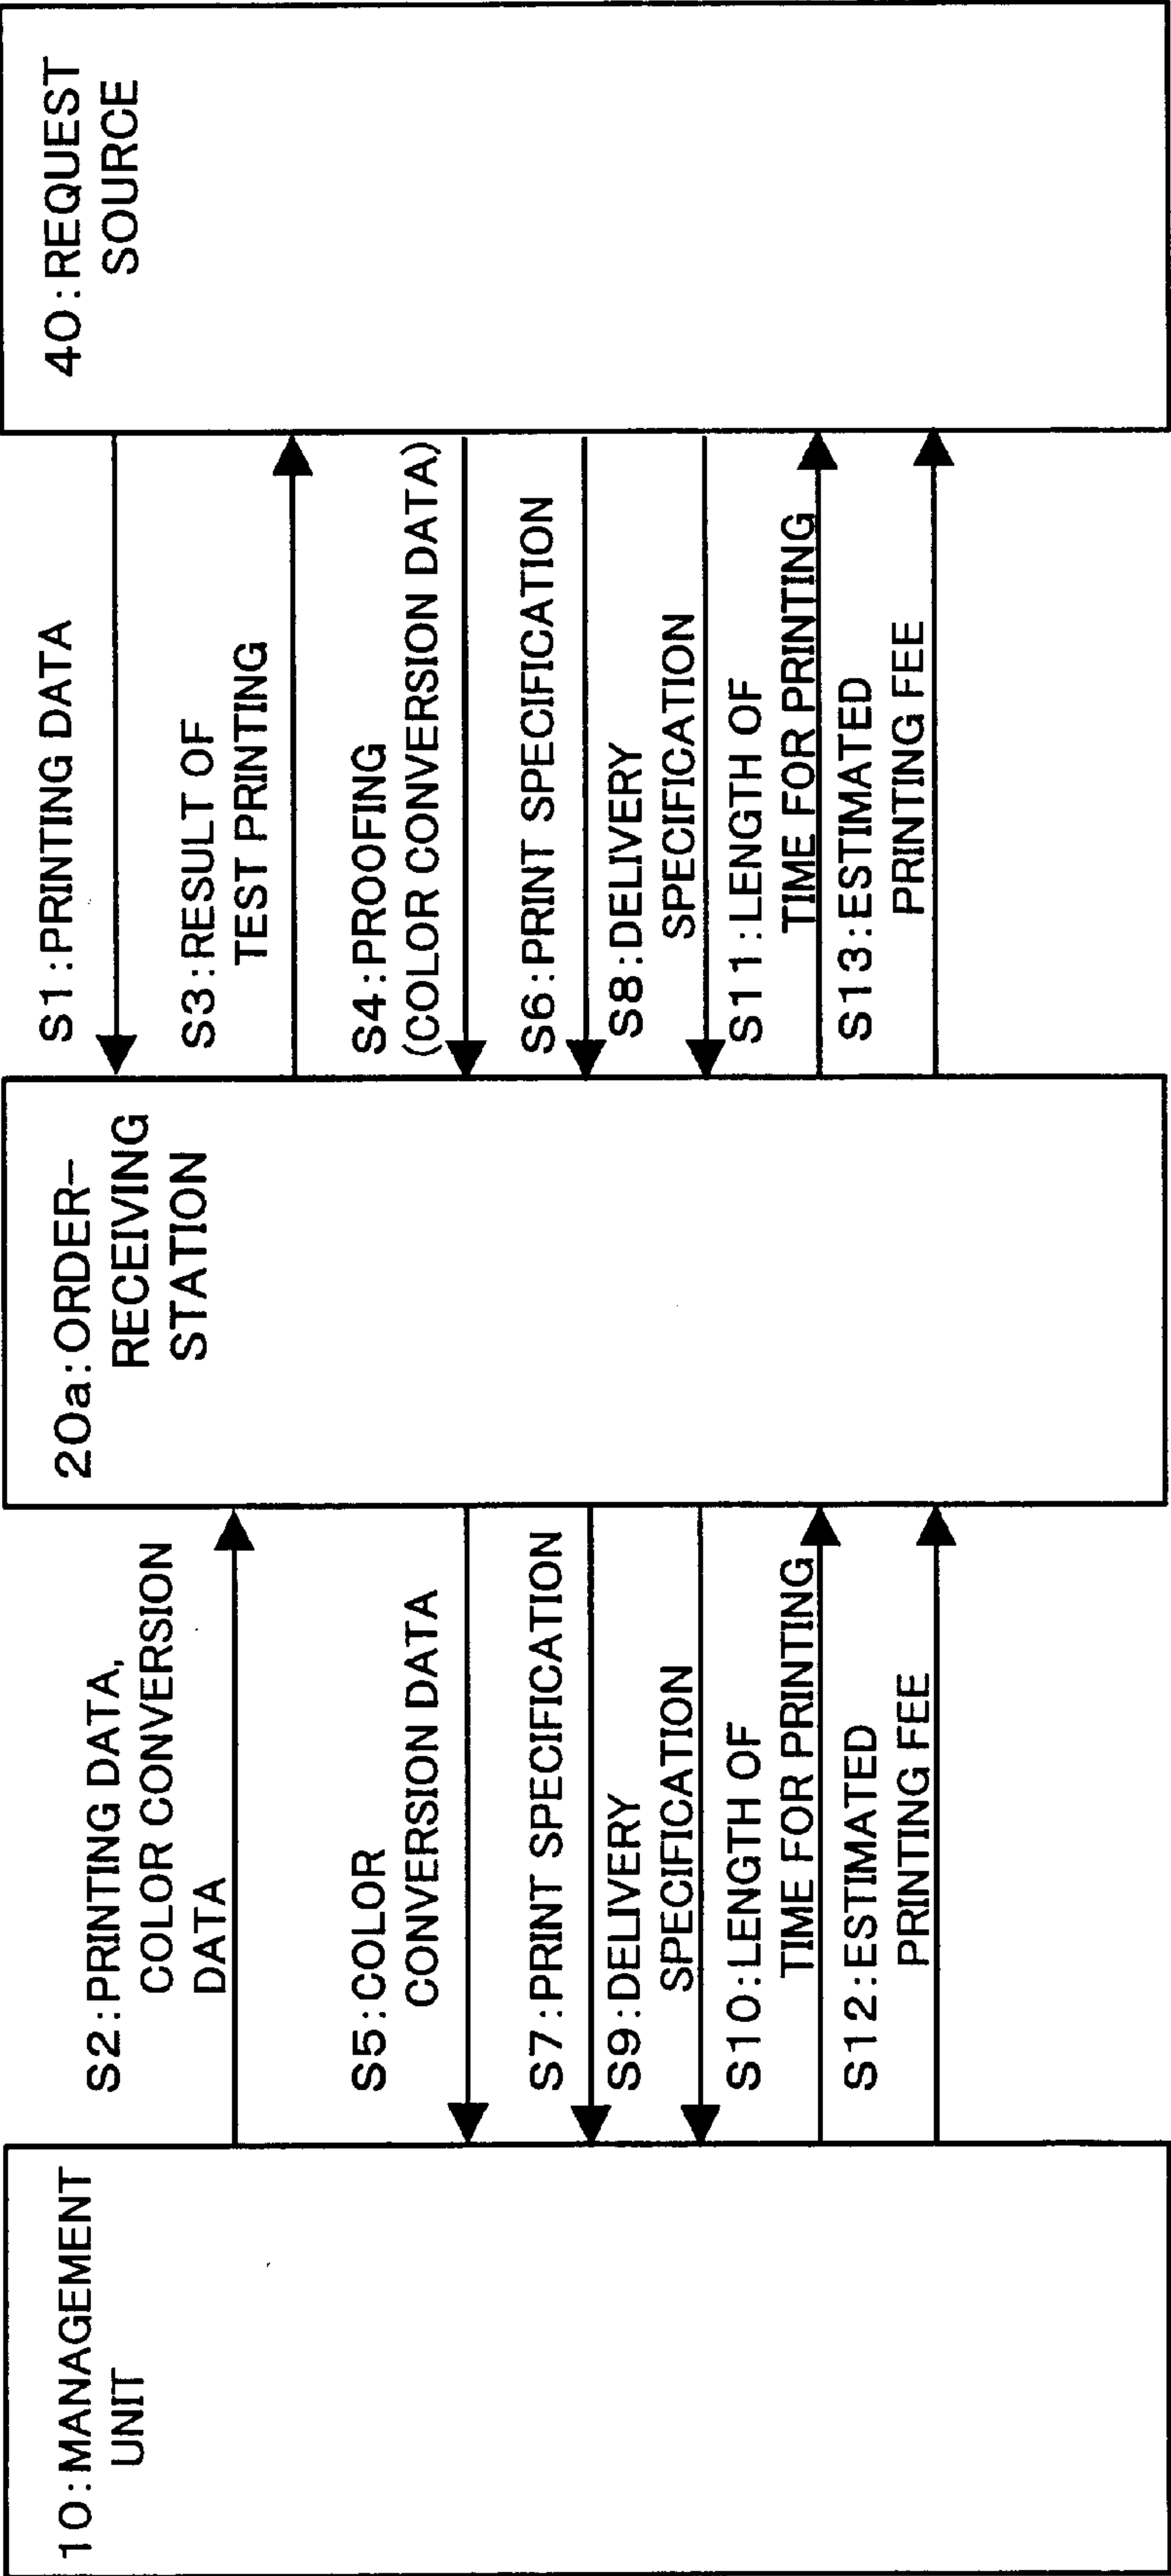 10:MANAGEMENT
UNIT
S2:PRINTING DATA,
COLOR CONVERSION
DATA
S5:COLOR
CONVERSION DATA
S7:PRINT SPECIFICATION
S9:DELIVERY
SPECIFICATION
S10:LENGTH OF
TIME FOR PRINTING
S12:ESTIMATED
PRINTING FEE
20a:ORDER-
RECEIVING
STATION
S1:PRINTING DATA
S3:RESULT OF
TEST PRINTING
S4:PROOFING
(COLOR CONVERSION DATA)
S6:PRINT SPECIFICATION
S8:DELIVERY
SPECIFICATION
S11:LENGTH OF
TIME FOR PRINTING
S13:ESTIMATED
PRINTING FEE
40:REQUEST
SOURCE